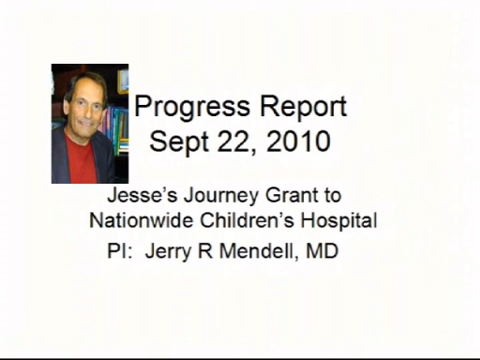 Progress Report
Sept 22, 2010
Jesse's Journey Grant to
Nationwide Children's Hospital
PI:  Jerry R Mendell, MD